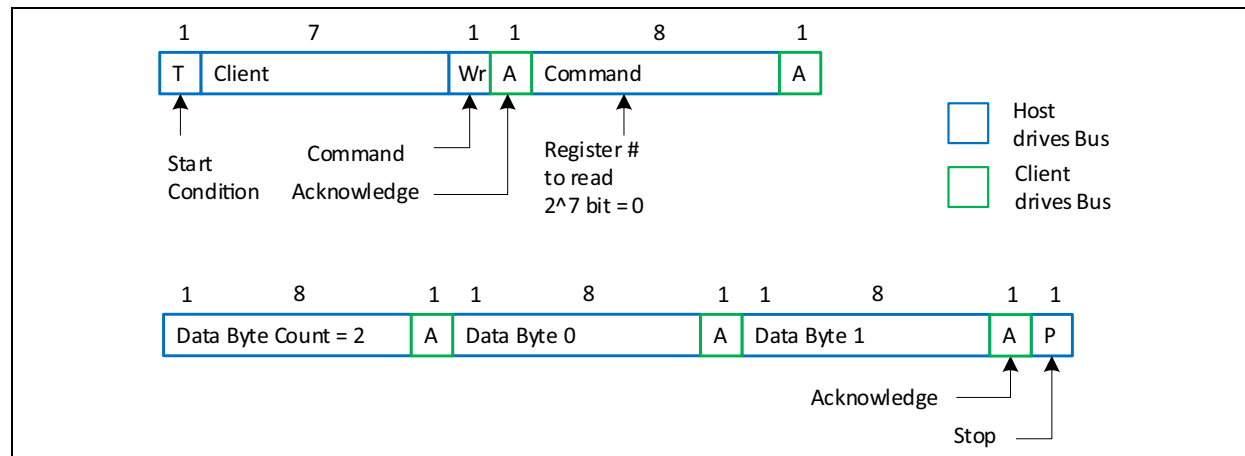 1 7 1 1 8 1
T Client Wr A Command A
Start
Condition
Command
Acknowledge
Register #
to read
2^7 bit = 0
Host
drives Bus
Client
drives Bus
1 8 1 1 8 1 1 8 1 1
Data Byte Count = 2 A Data Byte 0 A Data Byte 1 A P
Acknowledge
Stop